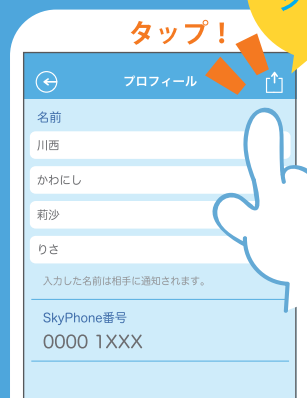 タップ！
プロフィール
名前
川西
かわにし
莉沙
りさ
入力した名前は相手に通知されます。
SkyPhone番号
0000 1XXX